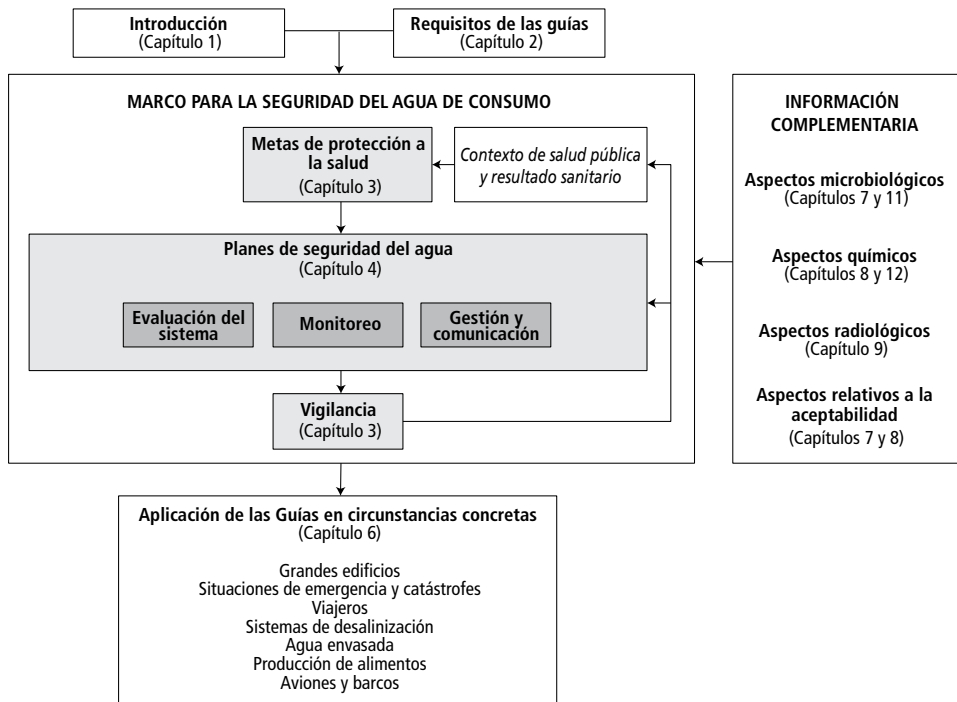 Introducción
(Capítulo 1)
Requisitos de las guías
(Capítulo 2)
MARCO PARA LA SEGURIDAD DEL AGUA DE CONSUMO
Metas de protección a
la salud
(Capítulo 3)
Contexto de salud pública
y resultado sanitario
Planes de seguridad del agua
(Capítulo 4)
Evaluación del
sistema
Monitoreo
Gestión y
comunicación
Vigilancia
(Capítulo 3)
INFORMACIÓN
COMPLEMENTARIA
Aspectos microbiológicos
(Capítulos 7 y 11)
Aspectos químicos
(Capítulos 8 y 12)
Aspectos radiológicos
(Capítulo 9)
Aspectos relativos a la
aceptabilidad
(Capítulos 7 y 8)
Aplicación de las Guías en circunstancias concretas
(Capítulo 6)
Grandes edificios
Situaciones de emergencia y catástrofes
Viajeros
Sistemas de desalinización
Agua envasada
Producción de alimentos
Aviones y barcos